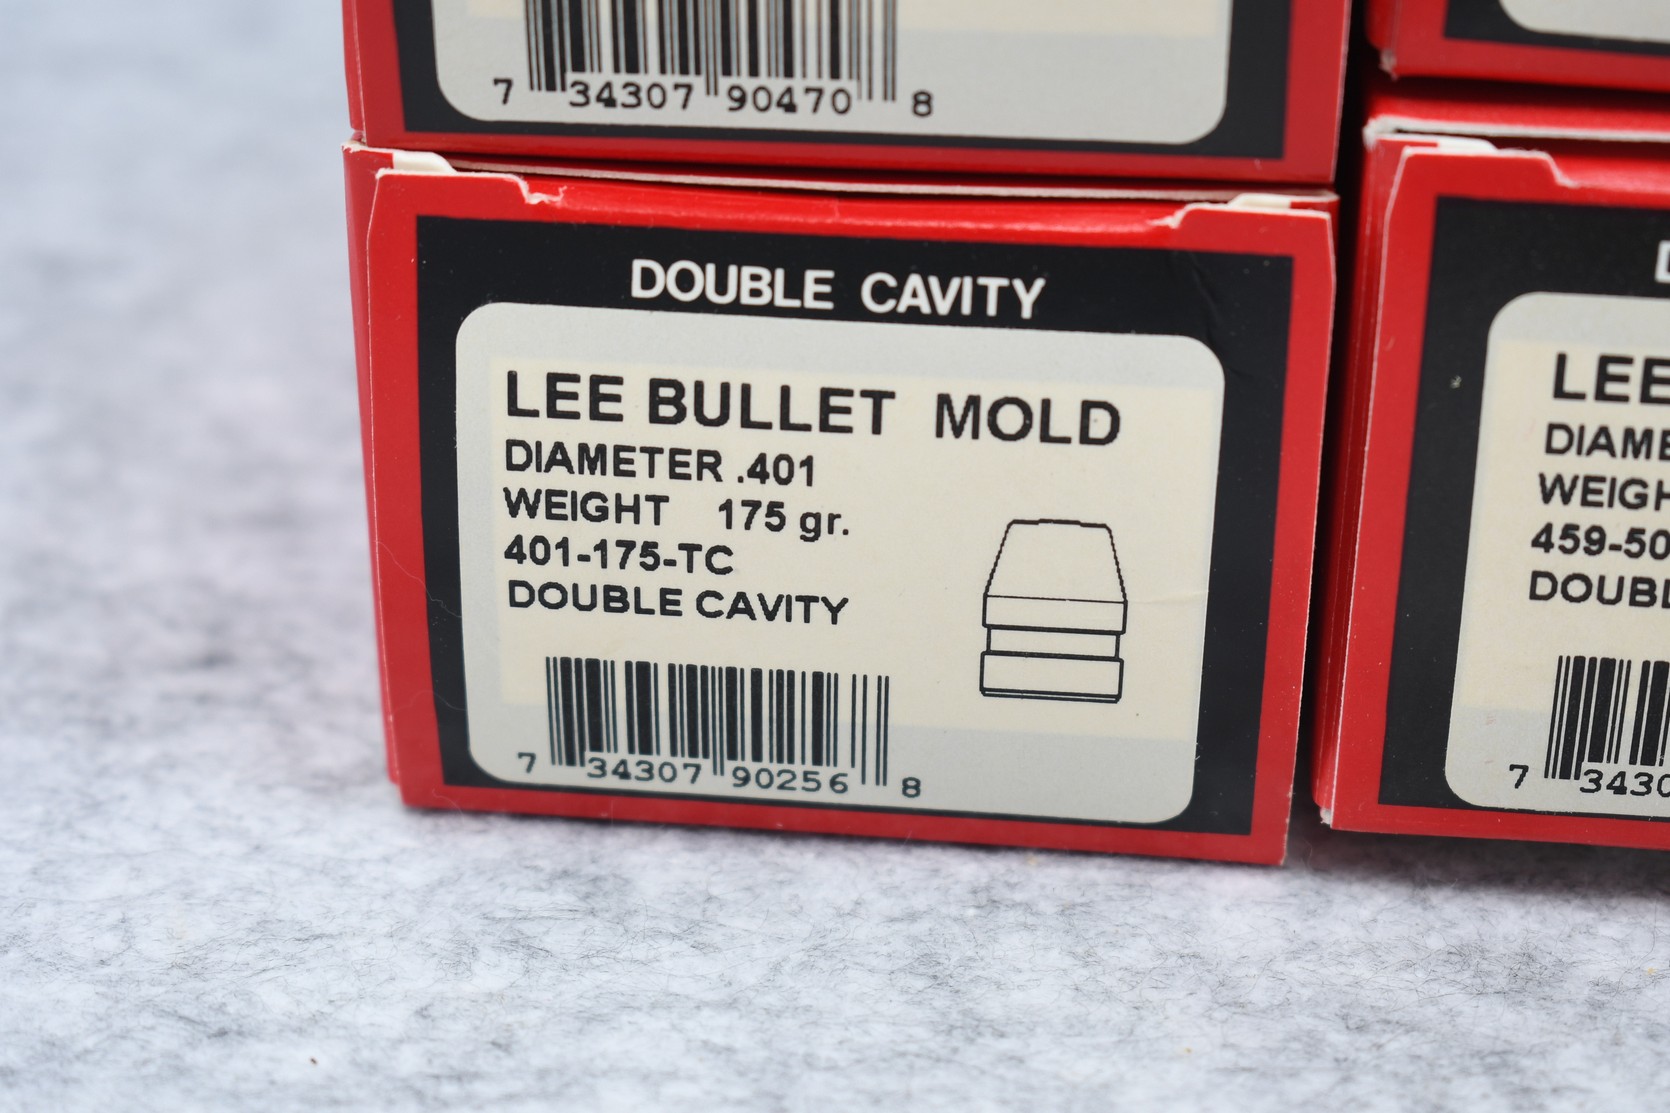 7 34307 90470 8
DOUBLE CAVITY
LEE BULLET MOLD
DIAMETER .401
WEIGHT 175 gr.
401-175-TC
DOUBLE CAVITY
7 34307 90256 8
LEE
DIAME
WEIGH
459-50
DOUBL
7 3430